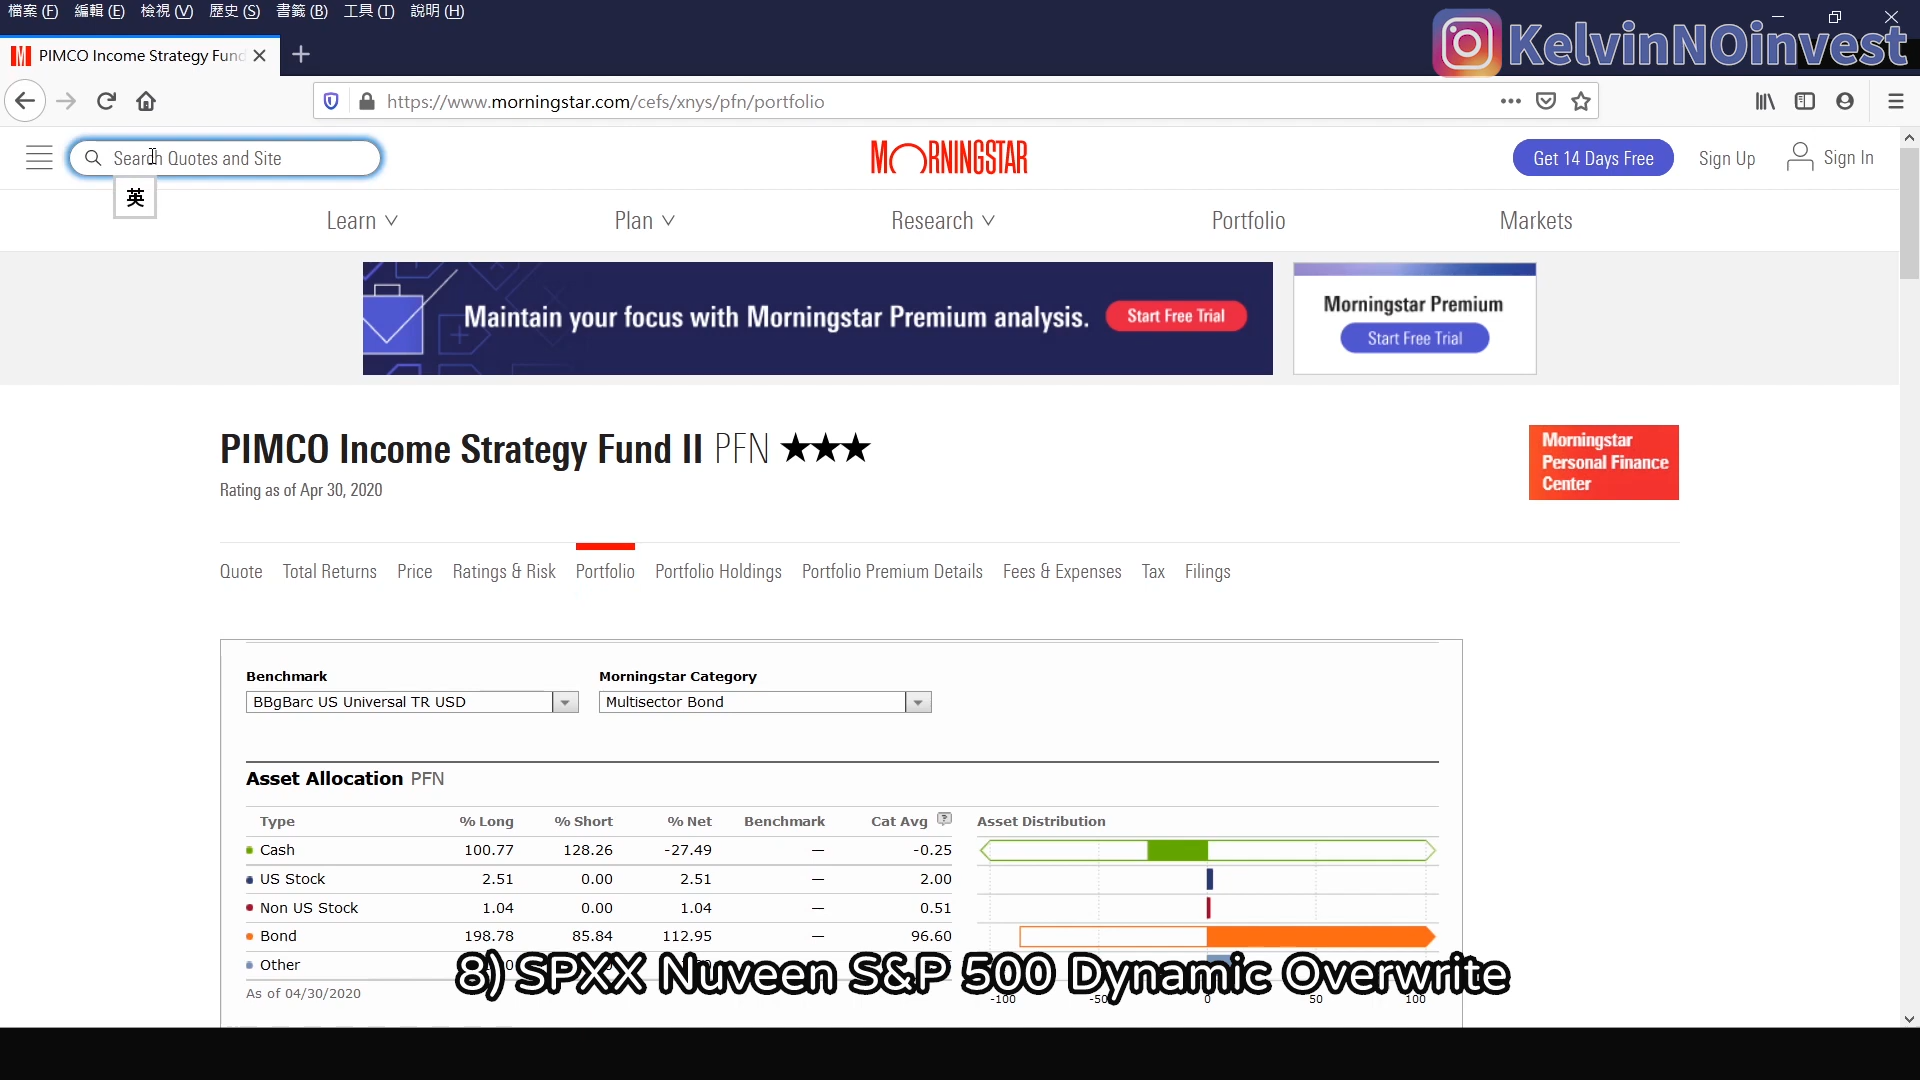 檔案 (F) 編輯 (E) 檢視 (V) 歷史 (S) 書籤 (B) 工具 (T) 說明 (H)
KelvinNOinvest
PIMCO Income Strategy Fund
https://www.morningstar.com/cefs/xnys/pfn/portfolio
Search Quotes and Site
MORNINGSTAR
Get 14 Days Free Sign Up Sign In
英
Learn Plan Research Portfolio Markets
Maintain your focus with Morningstar Premium analysis. Start Free Trial
Morningstar Premium
Start Free Trial
PIMCO Income Strategy Fund II PFN ★★★
Rating as of Apr 30, 2020
Morningstar
Personal Finance
Center
Quote Total Returns Price Ratings & Risk Portfolio Portfolio Holdings Portfolio Premium Details Fees & Expenses Tax Filings
Benchmark Morningstar Category
BBgBarc US Universal TR USD Multisector Bond
Asset Allocation PFN
Type % Long % Short % Net Benchmark Cat Avg Asset Distribution
Cash 100.77 128.26 -27.49 — -0.25
US Stock 2.51 0.00 2.51 — 2.00
Non US Stock 1.04 0.00 1.04 — 0.51
Bond 198.78 85.84 112.95 — 96.60
Other
8) SPXX Nuveen S&P 500 Dynamic Overwrite
As of 04/30/2020
-100 -50 0 50 100